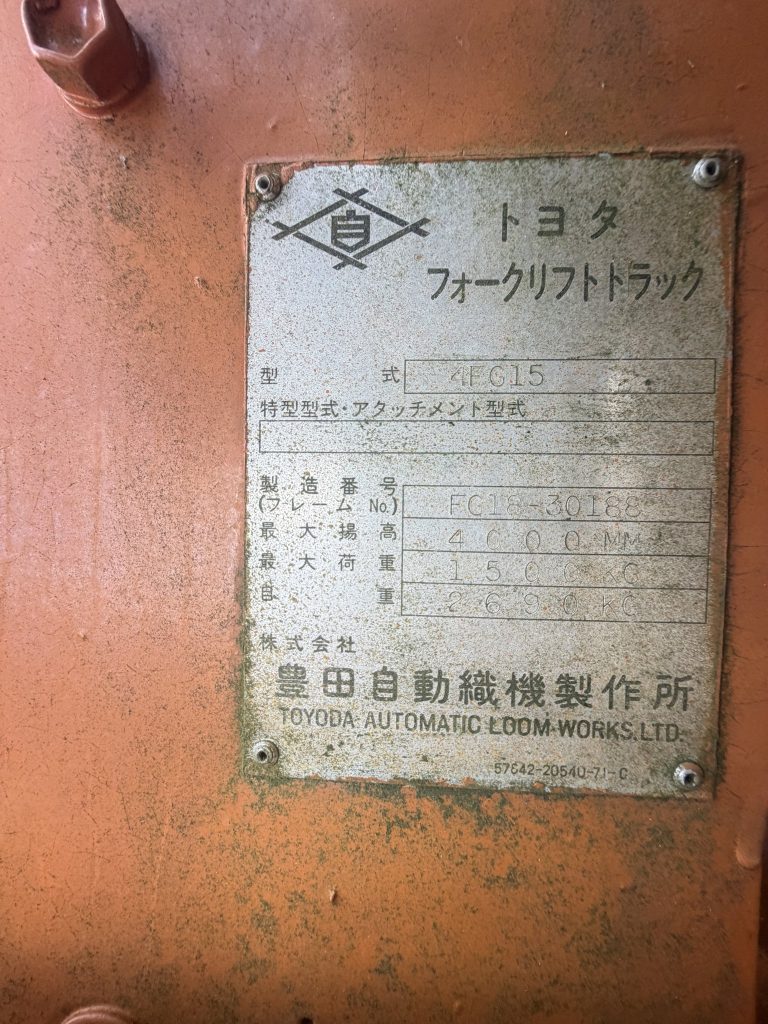 自
トヨタ
フォークリフトトラック
型式 4FG15
特型型式・アタッチメント型式
製造番号
(フレームNo.) FG18-30188
最大揚高 4000MM
最大荷重 1500KG
自重 2690KG
株式会社
豊田自動織機製作所
TOYODA AUTOMATIC LOOM WORKS,LTD.
57642-20540-71-C